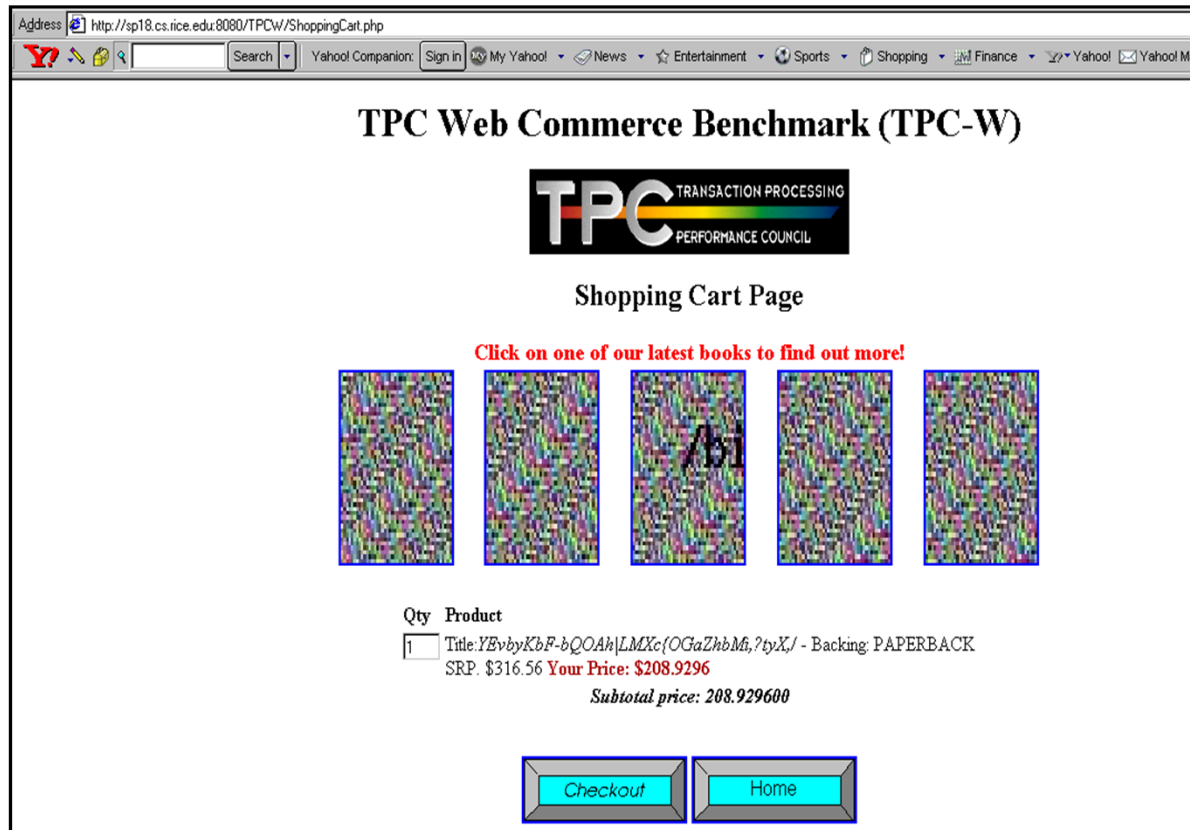 Address http://sp18.cs.rice.edu:8080/TPCW/ShoppingCart.php
Y? Search Yahoo! Companion: Sign in My Yahoo! News Entertainment Sports Shopping Finance Yahoo! Yahoo! M
TPC Web Commerce Benchmark (TPC-W)
TPC TRANSACTION PROCESSING
PERFORMANCE COUNCIL
Shopping Cart Page
Click on one of our latest books to find out more!
/bi
Qty Product
1 Title:YEvbyKbF-bQOAh|LMXc{OGaZhbMi,?tyX,/ - Backing: PAPERBACK
SRP. $316.56 Your Price: $208.9296
Subtotal price: 208.929600
Checkout Home